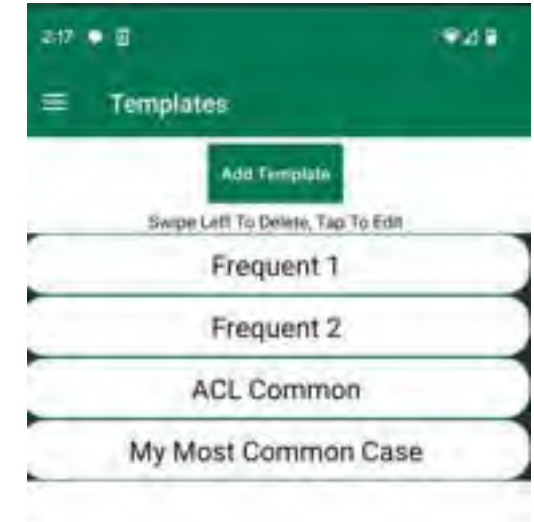 2:17
Templates
Add Template
Swipe Left To Delete, Tap To Edit
Frequent 1
Frequent 2
ACL Common
My Most Common Case